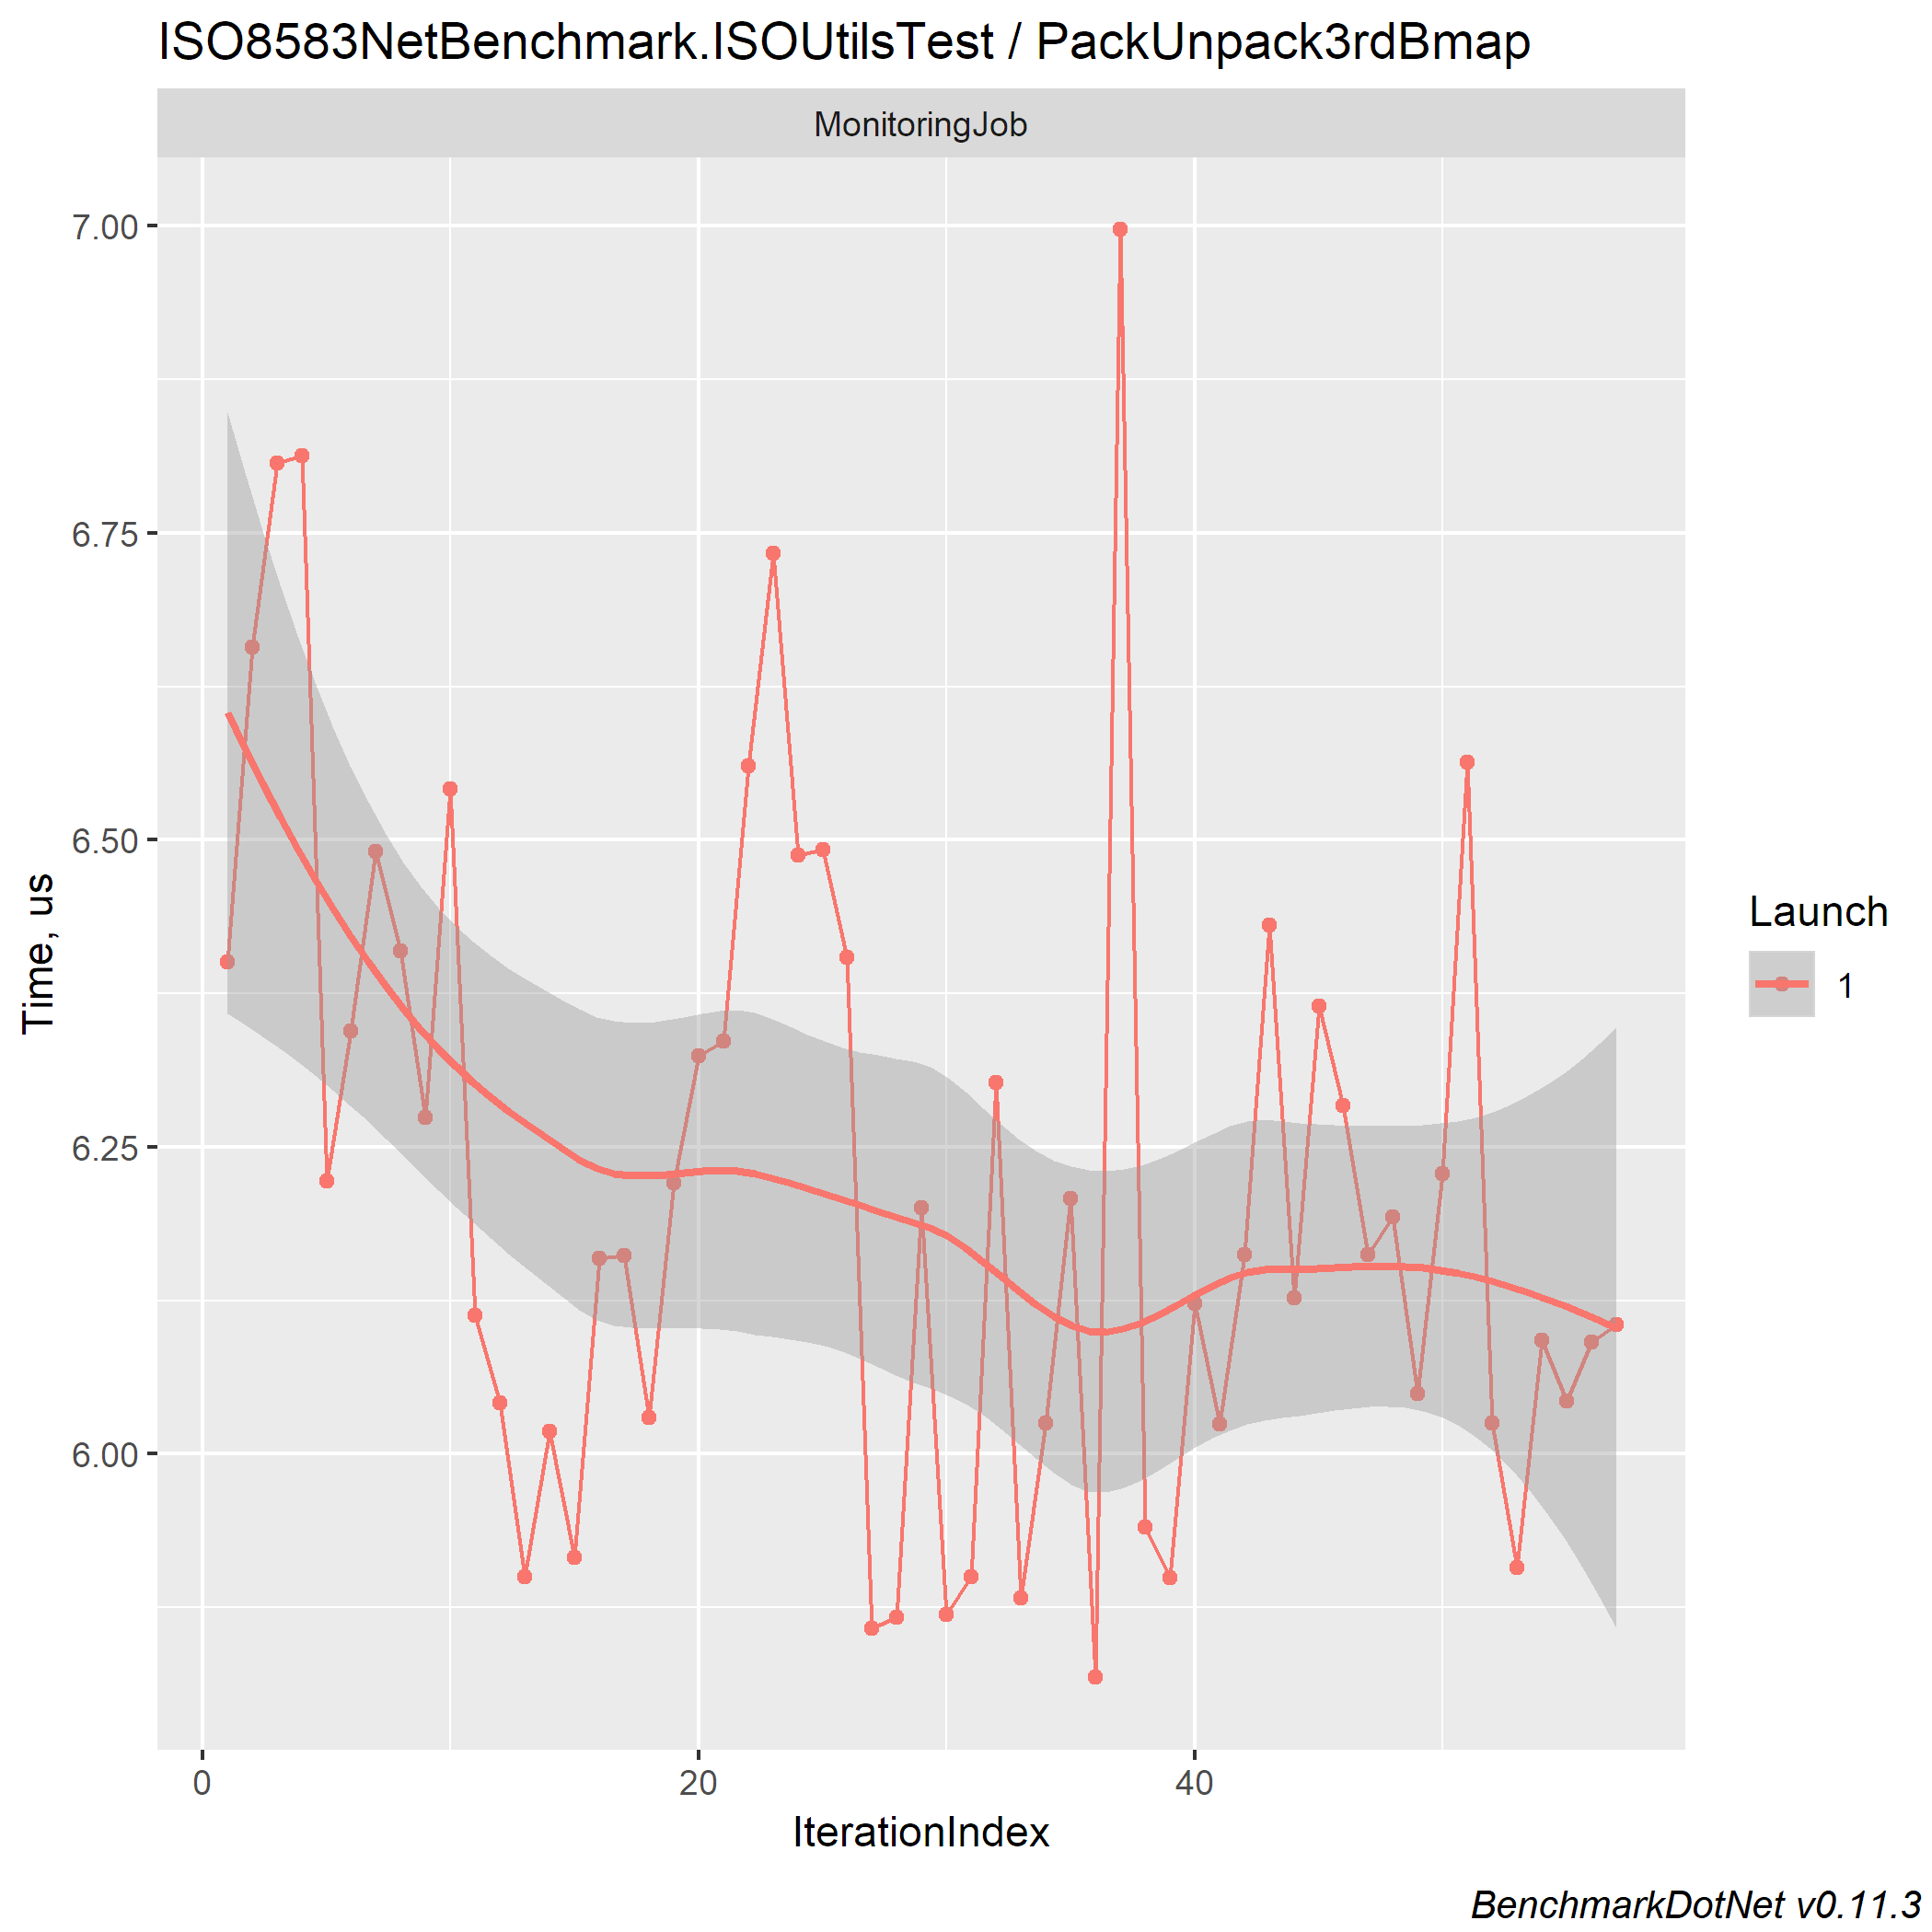 ISO8583NetBenchmark.ISOUtilsTest / PackUnpack3rdBmap
MonitoringJob
7.00
6.75
6.50
6.25
6.00
Time, us
0 20 40
IterationIndex
Launch
1
BenchmarkDotNet v0.11.3